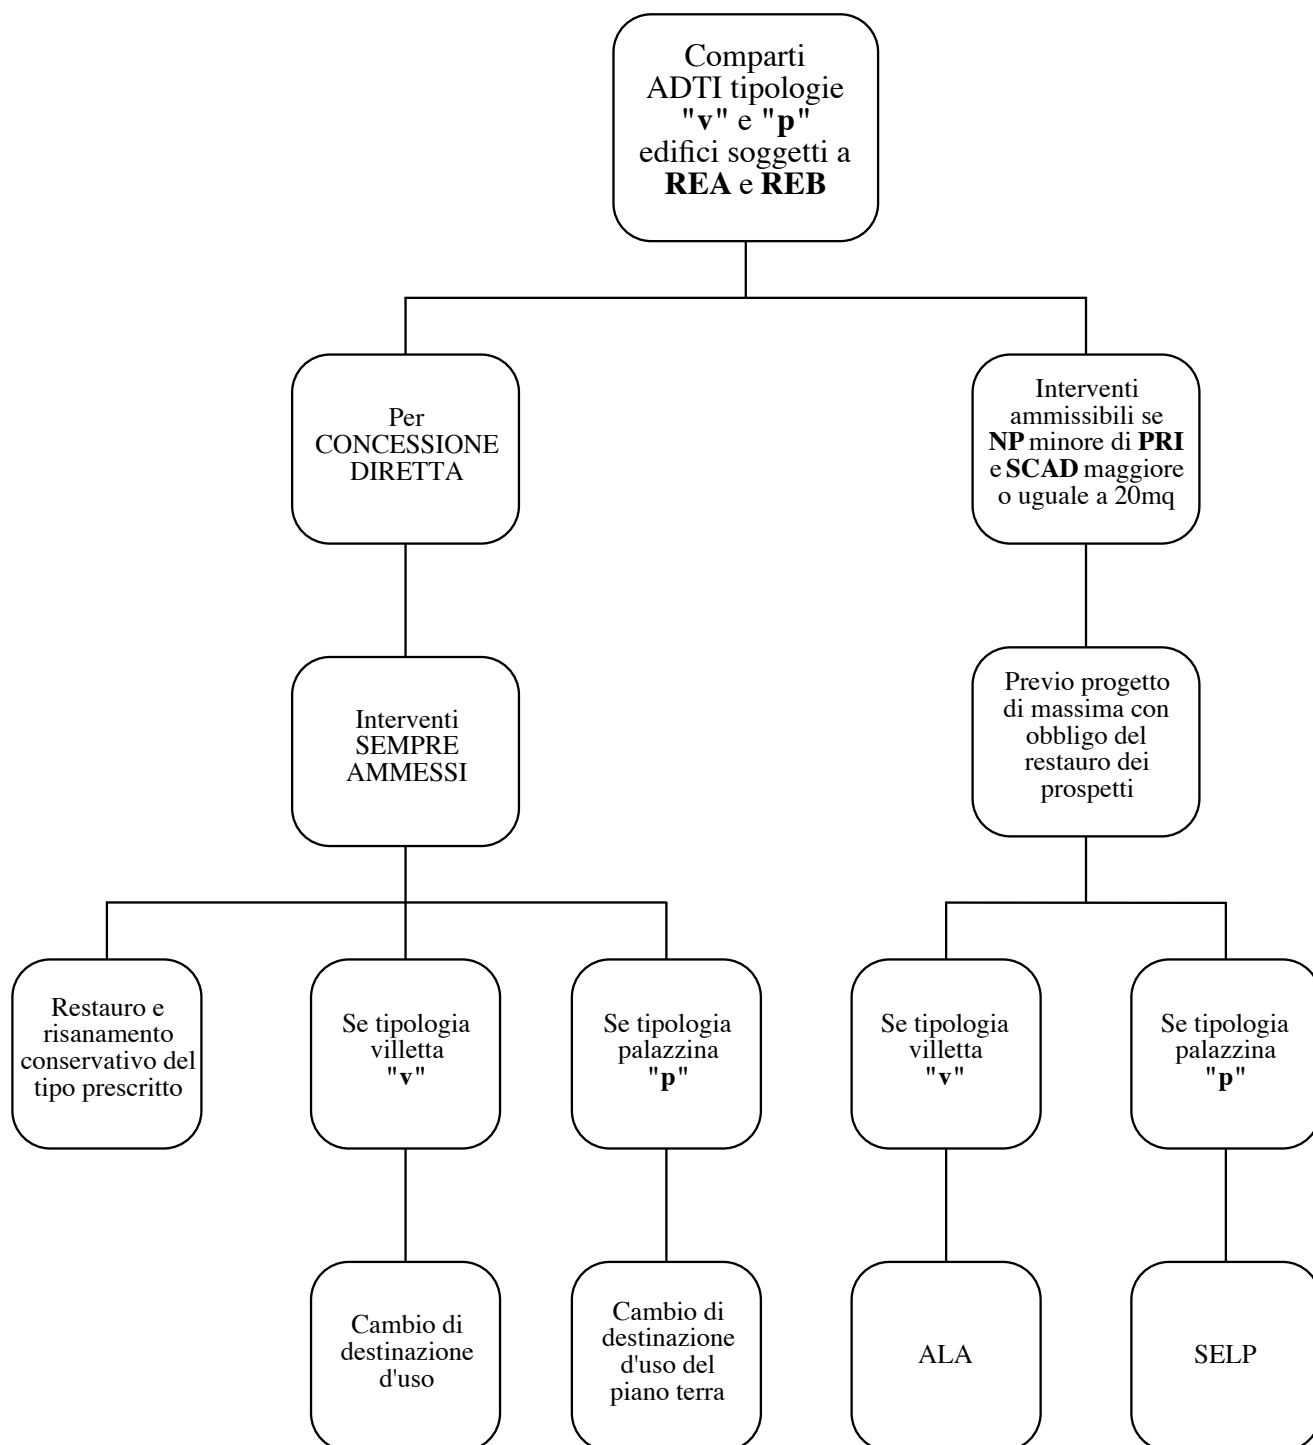 Comparti
ADTI tipologie
"v" e "p"
edifici soggetti a
REA e REB
Per
CONCESSIONE
DIRETTA
Interventi
ammissibili se
NP minore di PRI
e SCAD maggiore
o uguale a 20mq
Interventi
SEMPRE
AMMESSI
Previo progetto
di massima con
obbligo del
restauro dei
prospetti
Restauro e
risanamento
conservativo del
tipo prescritto
Se tipologia
villetta
"v"
Se tipologia
palazzina
"p"
Se tipologia
villetta
"v"
Se tipologia
palazzina
"p"
Cambio di
destinazione
d'uso
Cambio di
destinazione
d'uso del
piano terra
ALA
SELP